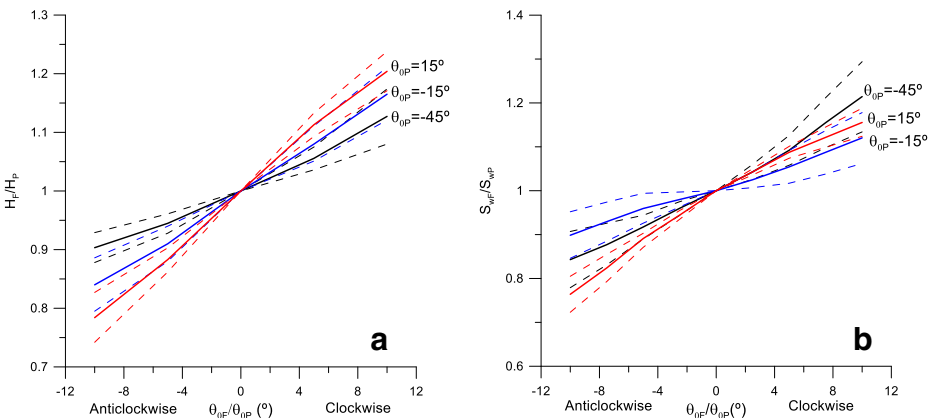 1.3
1.2
1.1
1
0.9
0.8
0.7
H_F/H_P
θ_0P=15º
θ_0P=-15º
θ_0P=-45º
a
-12 -8 -4 0 4 8 12
Anticlockwise θ_0F/θ_0P (º) Clockwise
1.4
1.2
1
0.8
0.6
S_wF/S_wP
θ_0P=-45º
θ_0P=15º
θ_0P=-15º
b
-12 -8 -4 0 4 8 12
Anticlockwise θ_0F/θ_0P(º) Clockwise